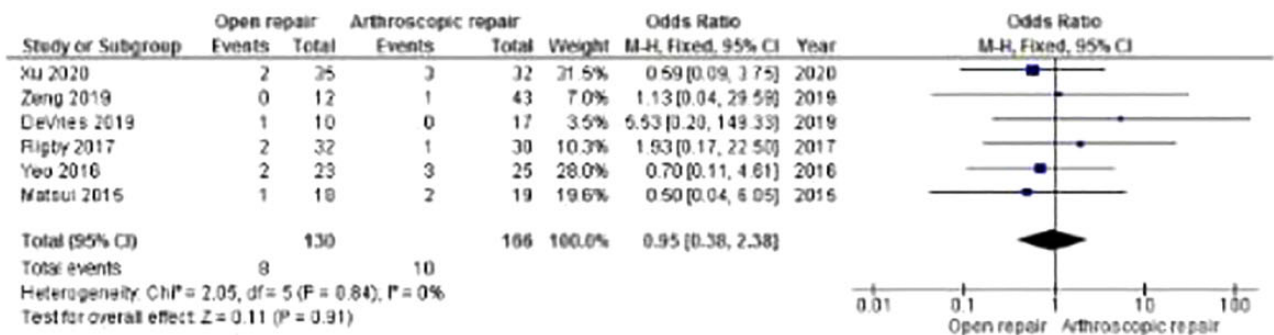 Open repair Arthroscopic repair Odds Ratio Odds Ratio
Study or Subgroup Events Total Events Total Weight M-H, Fixed, 95% CI Year M-H, Fixed, 95% CI
Xu 2020 2 35 3 32 31.5% 0.59 [0.09, 3.75] 2020
Zeng 2019 0 12 1 43 7.0% 1.13 [0.04, 29.59] 2019
DeVries 2019 1 10 0 17 3.5% 5.53 [0.20, 149.33] 2019
Rigby 2017 2 32 1 30 10.3% 1.93 [0.17, 22.50] 2017
Yeo 2016 2 23 3 25 28.0% 0.70 [0.11, 4.61] 2016
Matsui 2015 1 18 2 19 19.6% 0.50 [0.04, 6.05] 2015
Total (95% CI) 130 166 100.0% 0.95 [0.38, 2.38]
Total events 8 10
Heterogeneity: Chi² = 2.05, df = 5 (P = 0.84); I² = 0%
Test for overall effect: Z = 0.11 (P = 0.91)
0.01 0.1 1 10 100
Open repair Arthroscopic repair